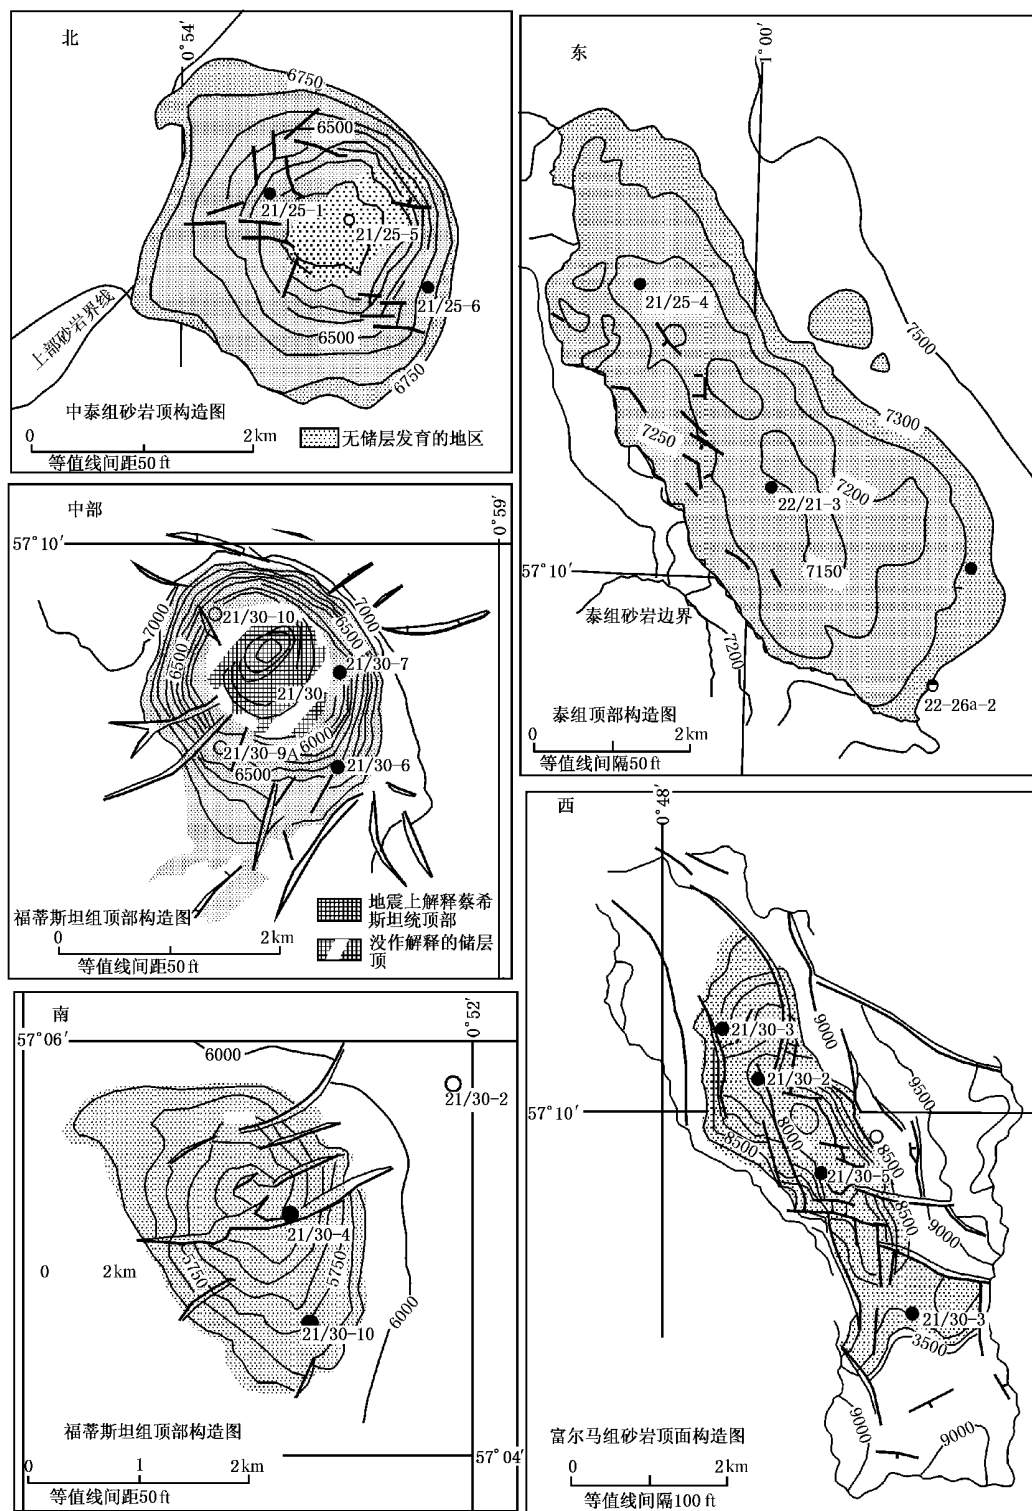 北
0°54′
6750
6500
21/25-1
21/25-5
21/25-6
6500
6750
上部砂岩界线
中泰组砂岩顶构造图
0 2km
无储层发育的地区
等值线间距50ft
东
1°00′
21/25-4
7500
7300
7250
7200
22/21-3
7150
57°10′
泰组砂岩边界
7200
22-26a-2
泰组顶部构造图
0 2km
等值线间隔50ft
中部
0°59′
57°10′
7000
7000
21/30-10
6500
6500
21/30-7
21/30
6000
21/30-9A
21/30-6
6500
地震上解释蔡希
斯坦统顶部
福蒂斯坦组顶部构造图
0 2km
没作解释的储层
顶
等值线间距50ft
西
0°48′
21/30-3
9000
21/30-2
9500
57°10′
8000
8500
8500
21/30-5
8500
9000
21/30-3
3500
9000
9000
富尔马组砂岩顶面构造图
0 2km
等值线间隔100ft
南
0°52′
57°06′
6000
21/30-2
21/30-4
5750
5750
0 2km
21/30-10
6000
福蒂斯坦组顶部构造图
57°04′
0 1 2km
等值线间距50ft